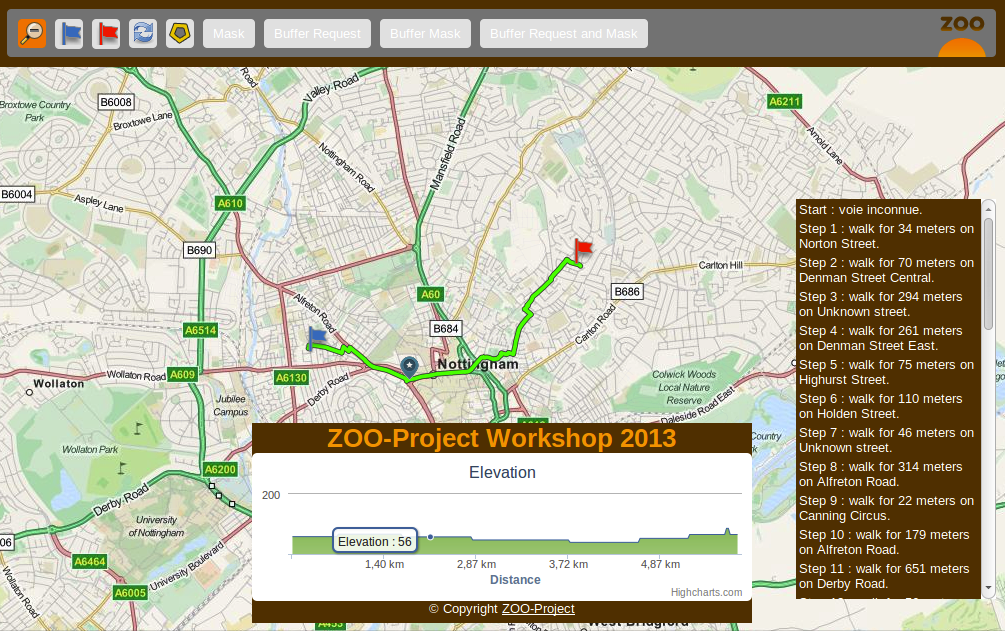 Mask
Buffer Request
Buffer Mask
Buffer Request and Mask
ZOO
Broxtowe Country
Park
B6008
Broxtowe Lane
Valley Road
Road
Nottingham Road
Mansfield Road
A6211
Arnold Lane
B6004
Aspley Lane
A610
B690
A60
B684
B686
Carlton Hill
Carlton Road
Alfreton Road
A6514
Nottingham
Wollaton
Wollaton Road
A609
A6130
Derby Road
Jubilee
Campus
Colwick Woods
Local Nature
Reserve
Daleside Road East
Country
Park
Wollaton Park
A6200
Derby Road
University
of Nottingham
A6464
University Boulevard
A6005
Wollaton Road
A453
West Bridgford
Start : voie inconnue.
Step 1 : walk for 34 meters on
Norton Street.
Step 2 : walk for 70 meters on
Denman Street Central.
Step 3 : walk for 294 meters
on Unknown street.
Step 4 : walk for 261 meters
on Denman Street East.
Step 5 : walk for 75 meters on
Highurst Street.
Step 6 : walk for 110 meters
on Holden Street.
Step 7 : walk for 46 meters on
Unknown street.
Step 8 : walk for 314 meters
on Alfreton Road.
Step 9 : walk for 22 meters on
Canning Circus.
Step 10 : walk for 179 meters
on Alfreton Road.
Step 11 : walk for 651 meters
on Derby Road.
ZOO-Project Workshop 2013
Elevation
200
Elevation : 56
1,40 km
2,87 km
3,72 km
4,87 km
Distance
Highcharts.com
© Copyright ZOO-Project